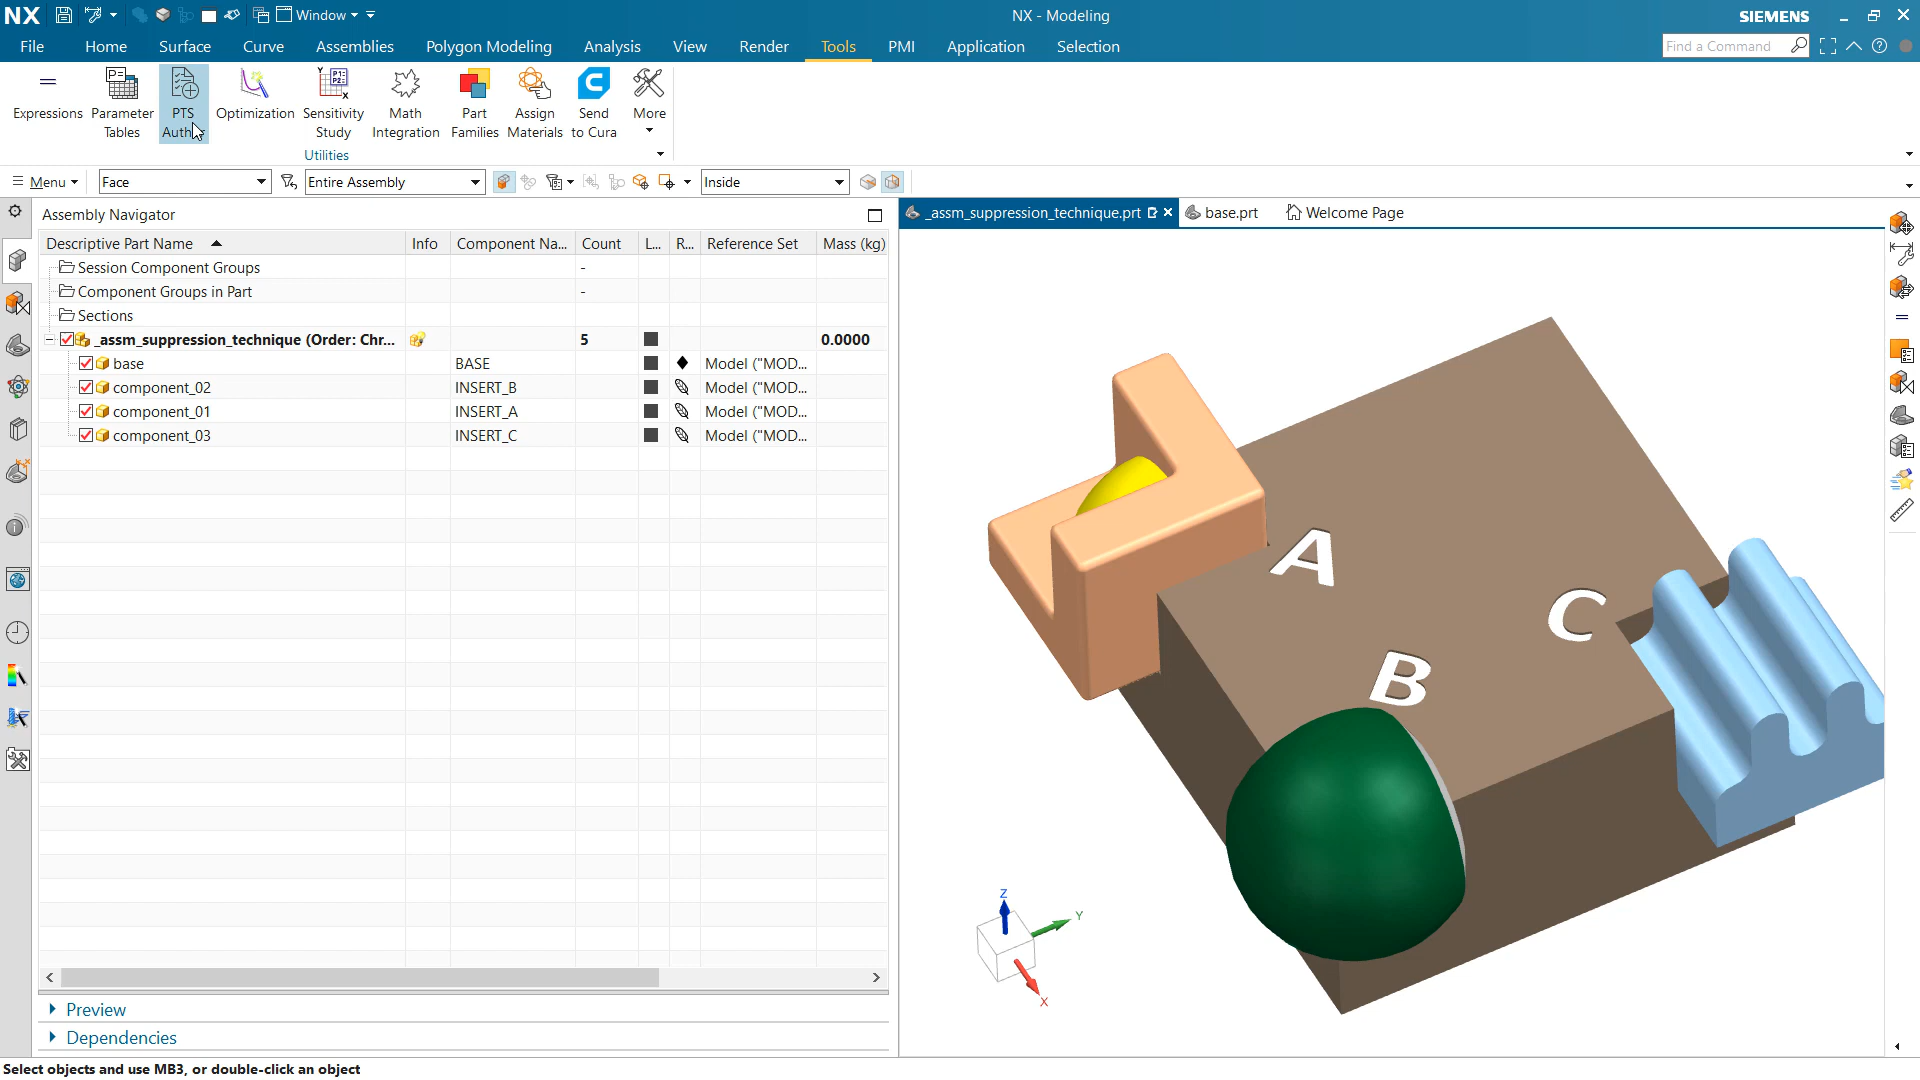 NX
Window
NX - Modeling
SIEMENS
File
Home
Surface
Curve
Assemblies
Polygon Modeling
Analysis
View
Render
Tools
PMI
Application
Selection
Find a Command
Expressions
Parameter
Tables
PTS
Optimization
Sensitivity
Study
Math
Integration
Part
Families
Assign
Materials
Send
to Cura
More
Utilities
Menu
Face
Entire Assembly
Inside
Assembly Navigator
_assm_suppression_technique.prt
base.prt
Welcome Page
Descriptive Part Name
Info
Component Na...
Count
L...
R...
Reference Set
Mass (kg)
Session Component Groups
-
Component Groups in Part
-
Sections
_assm_suppression_technique (Order: Chr...
5
0.0000
base
BASE
Model ("MOD...
component_02
INSERT_B
Model ("MOD...
component_01
INSERT_A
Model ("MOD...
component_03
INSERT_C
Model ("MOD...
A
C
B
Z
Y
X
Preview
Dependencies
Select objects and use MB3, or double-click an object